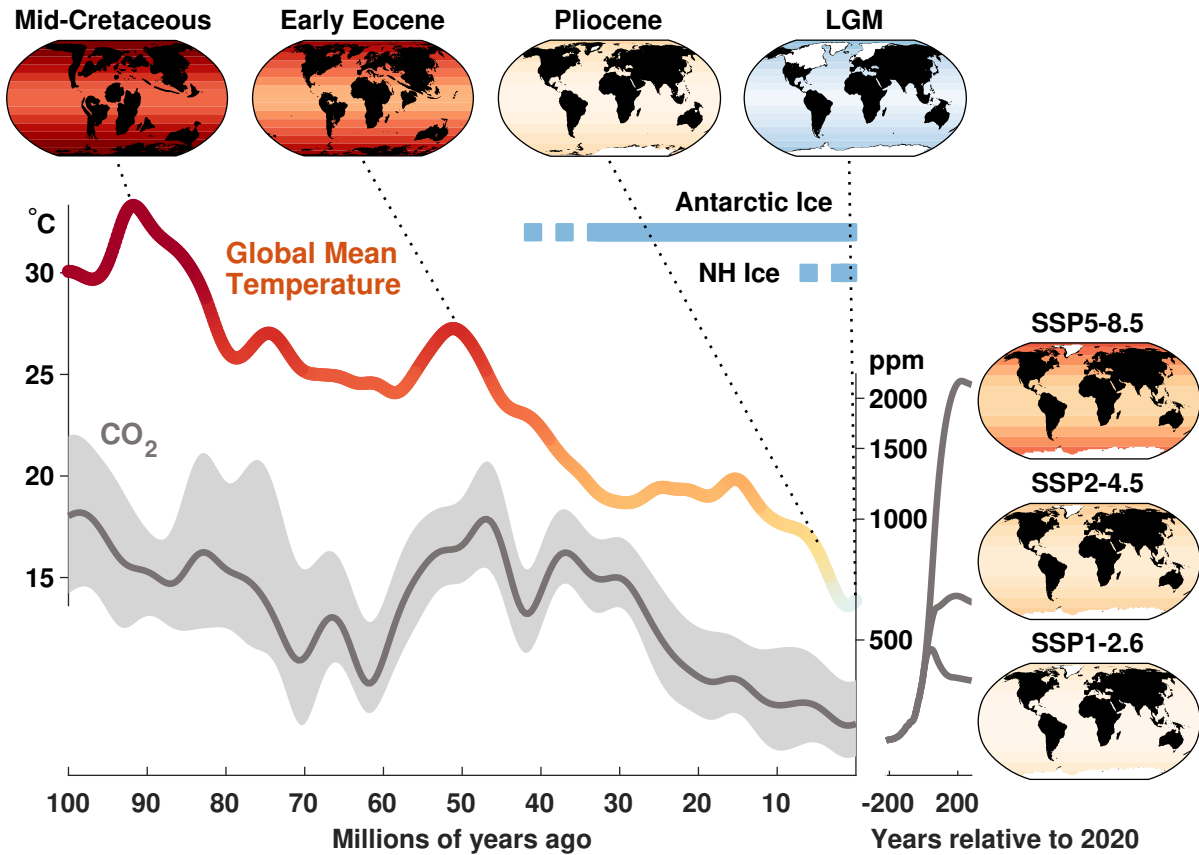 Mid-Cretaceous
Early Eocene
Pliocene
LGM
°C
30
25
20
15
Global Mean
Temperature
Antarctic Ice
NH Ice
CO₂
ppm
2000
1500
1000
500
SSP5-8.5
SSP2-4.5
SSP1-2.6
100 90 80 70 60 50 40 30 20 10
-200 200
Millions of years ago
Years relative to 2020